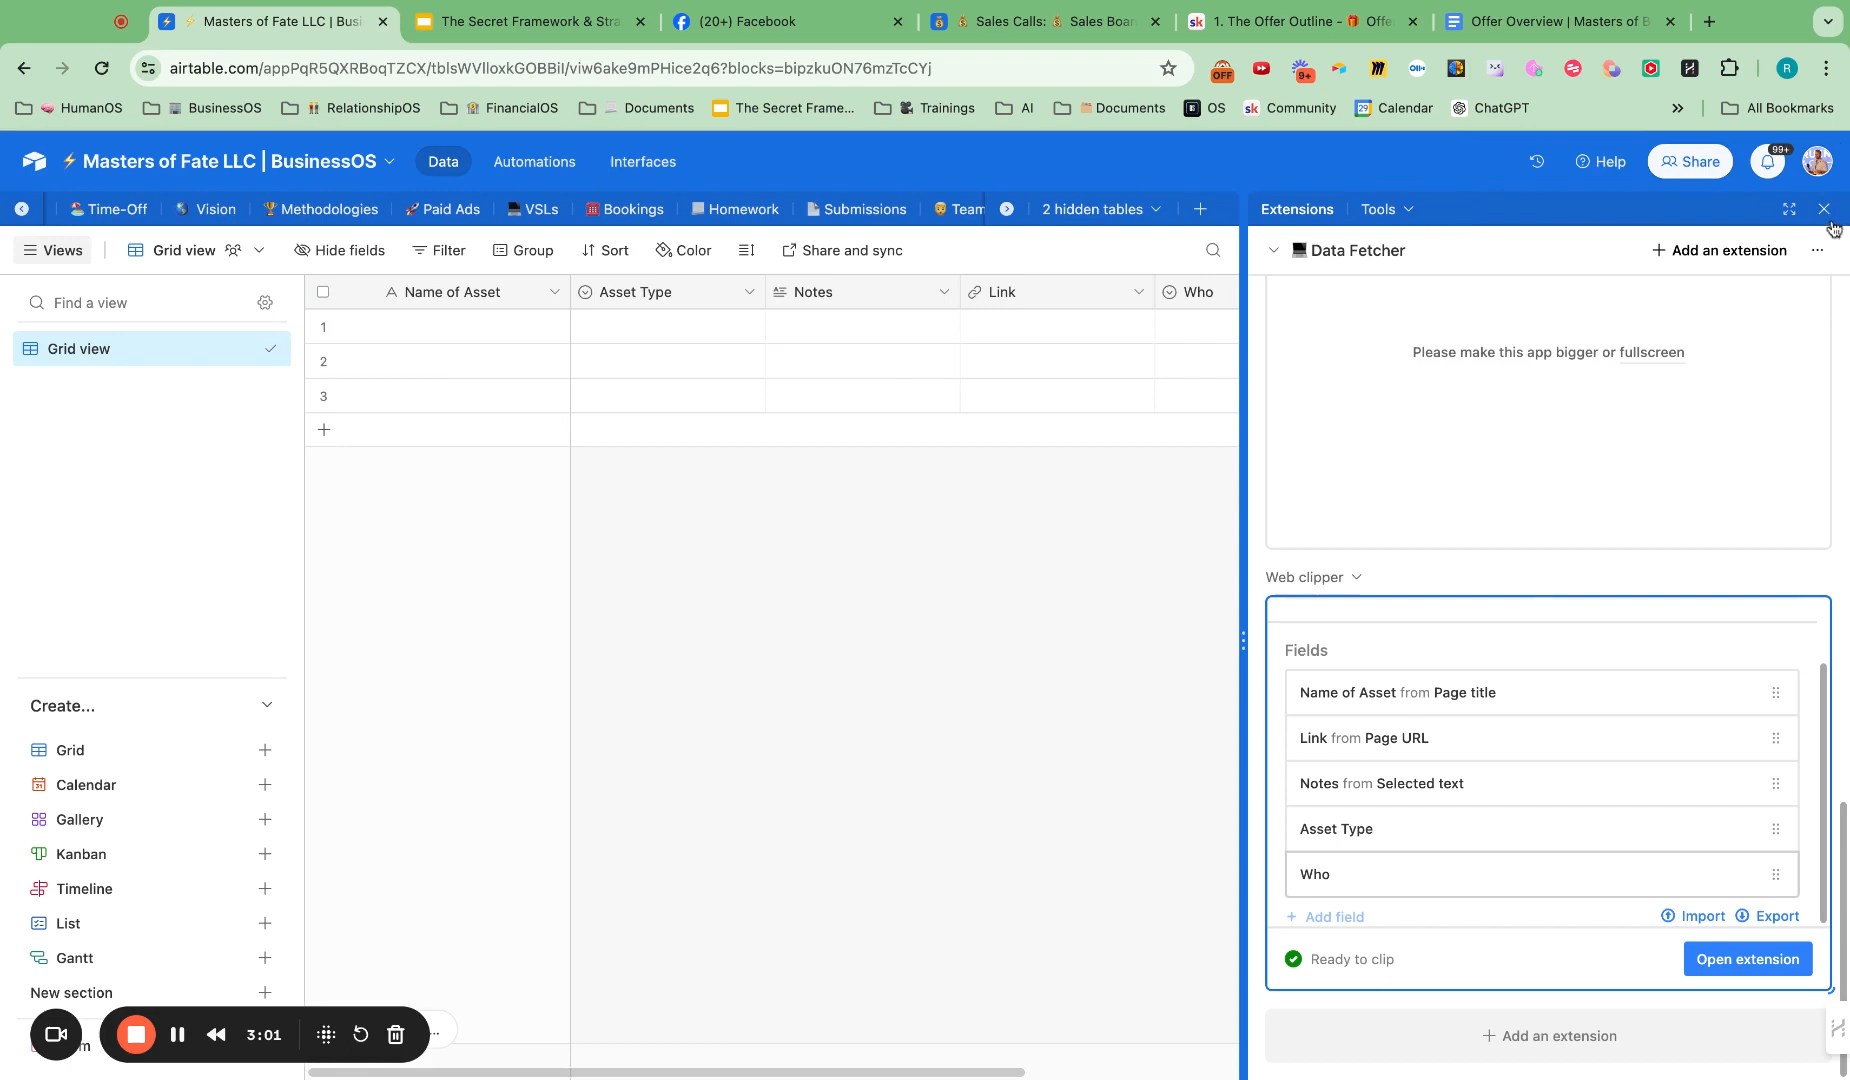 Masters of Fate LLC | Busi
The Secret Framework & Stra
(20+) Facebook
Sales Calls: Sales Boar
sk 1. The Offer Outline - Offe
Offer Overview | Masters of B
airtable.com/appPqR5QXRBoqTZCX/tblsWVlloxkGOBBil/viw6ake9mPHice2q6?blocks=bipzkuON76mzTcCYj
OFF
9+
R
HumanOS
BusinessOS
RelationshipOS
FinancialOS
Documents
The Secret Frame...
Trainings
AI
Documents
OS
sk Community
Calendar
ChatGPT
All Bookmarks
Masters of Fate LLC | BusinessOS
Data
Automations
Interfaces
Help
Share
99+
Time-Off
Vision
Methodologies
Paid Ads
VSLs
Bookings
Homework
Submissions
Team
2 hidden tables
Extensions
Tools
Views
Grid view
Hide fields
Filter
Group
Sort
Color
Share and sync
Data Fetcher
Add an extension
Find a view
Name of Asset
Asset Type
Notes
Link
Who
1
2
3
Grid view
Please make this app bigger or fullscreen
Web clipper
Fields
Name of Asset from Page title
Link from Page URL
Notes from Selected text
Asset Type
Who
Add field
Import
Export
Ready to clip
Open extension
Add an extension
Create...
Grid
Calendar
Gallery
Kanban
Timeline
List
Gantt
New section
3:01